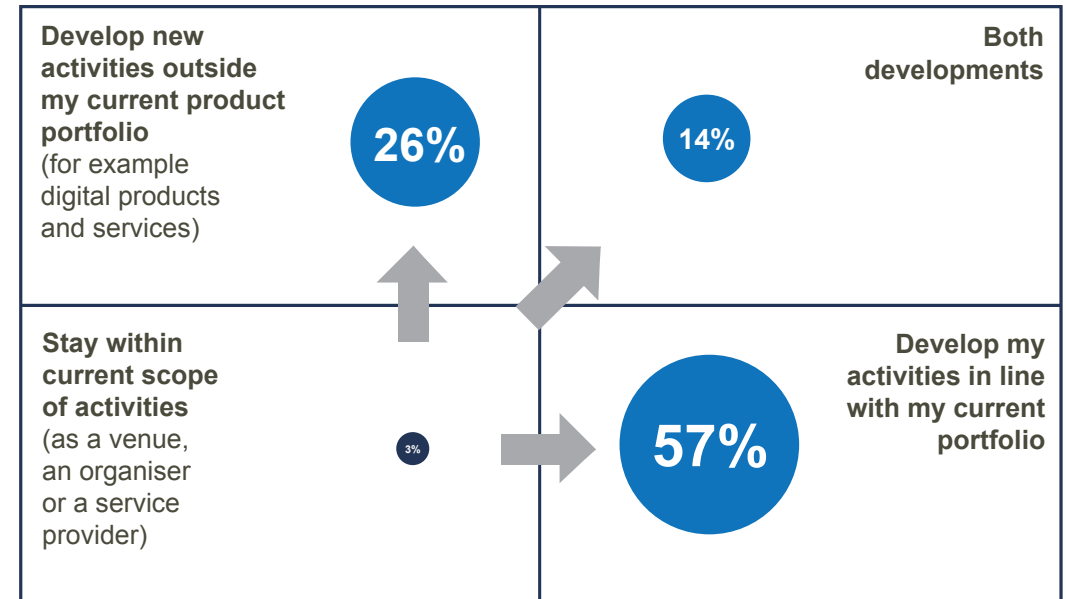 Develop new
activities outside
my current product
portfolio
(for example
digital products
and services)
26%
Both
developments
14%
Stay within
current scope
of activities
(as a venue,
an organiser
or a service
provider)
3%
Develop my
activities in line
with my current
portfolio
57%